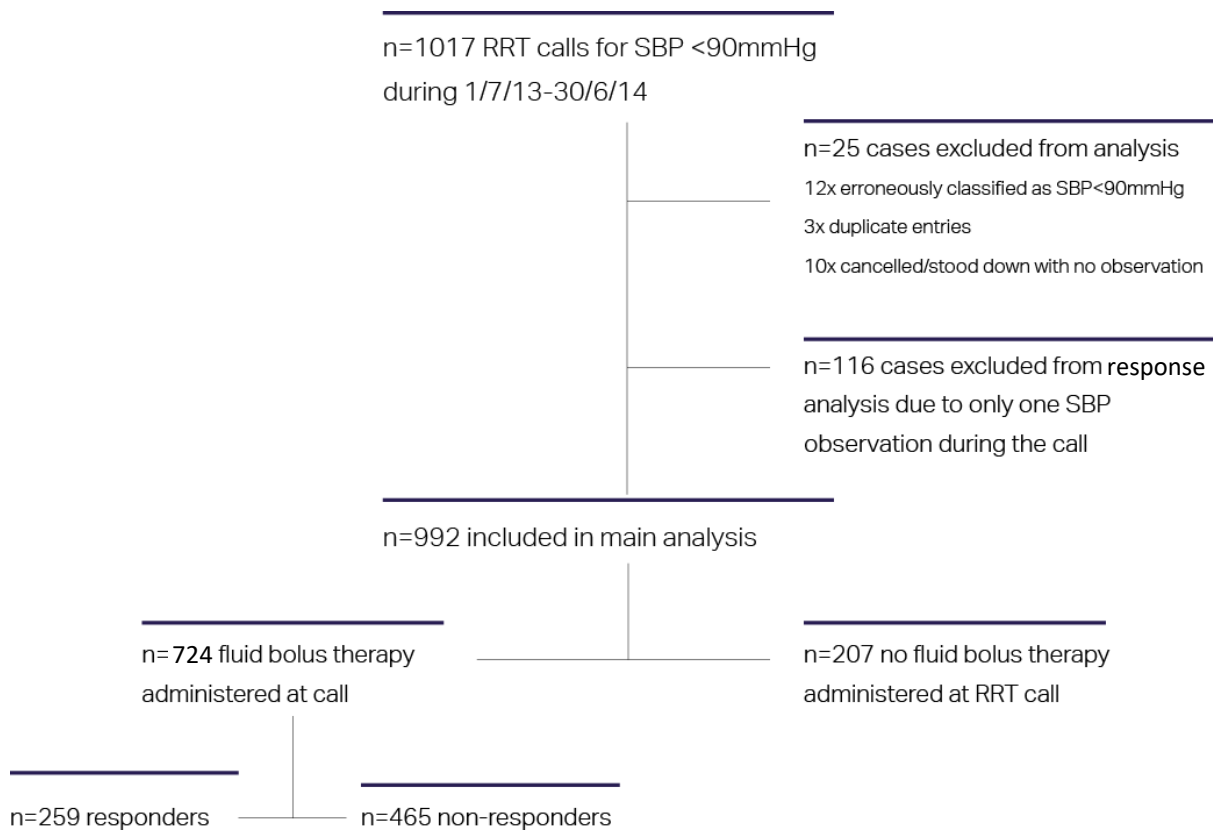 n=1017 RRT calls for SBP <90mmHg
during 1/7/13-30/6/14
n=25 cases excluded from analysis
12x erroneously classified as SBP<90mmHg
3x duplicate entries
10x cancelled/stood down with no observation
n=116 cases excluded from response
analysis due to only one SBP
observation during the call
n=992 included in main analysis
n=724 fluid bolus therapy
administered at call
n=207 no fluid bolus therapy
administered at RRT call
n=259 responders
n=465 non-responders